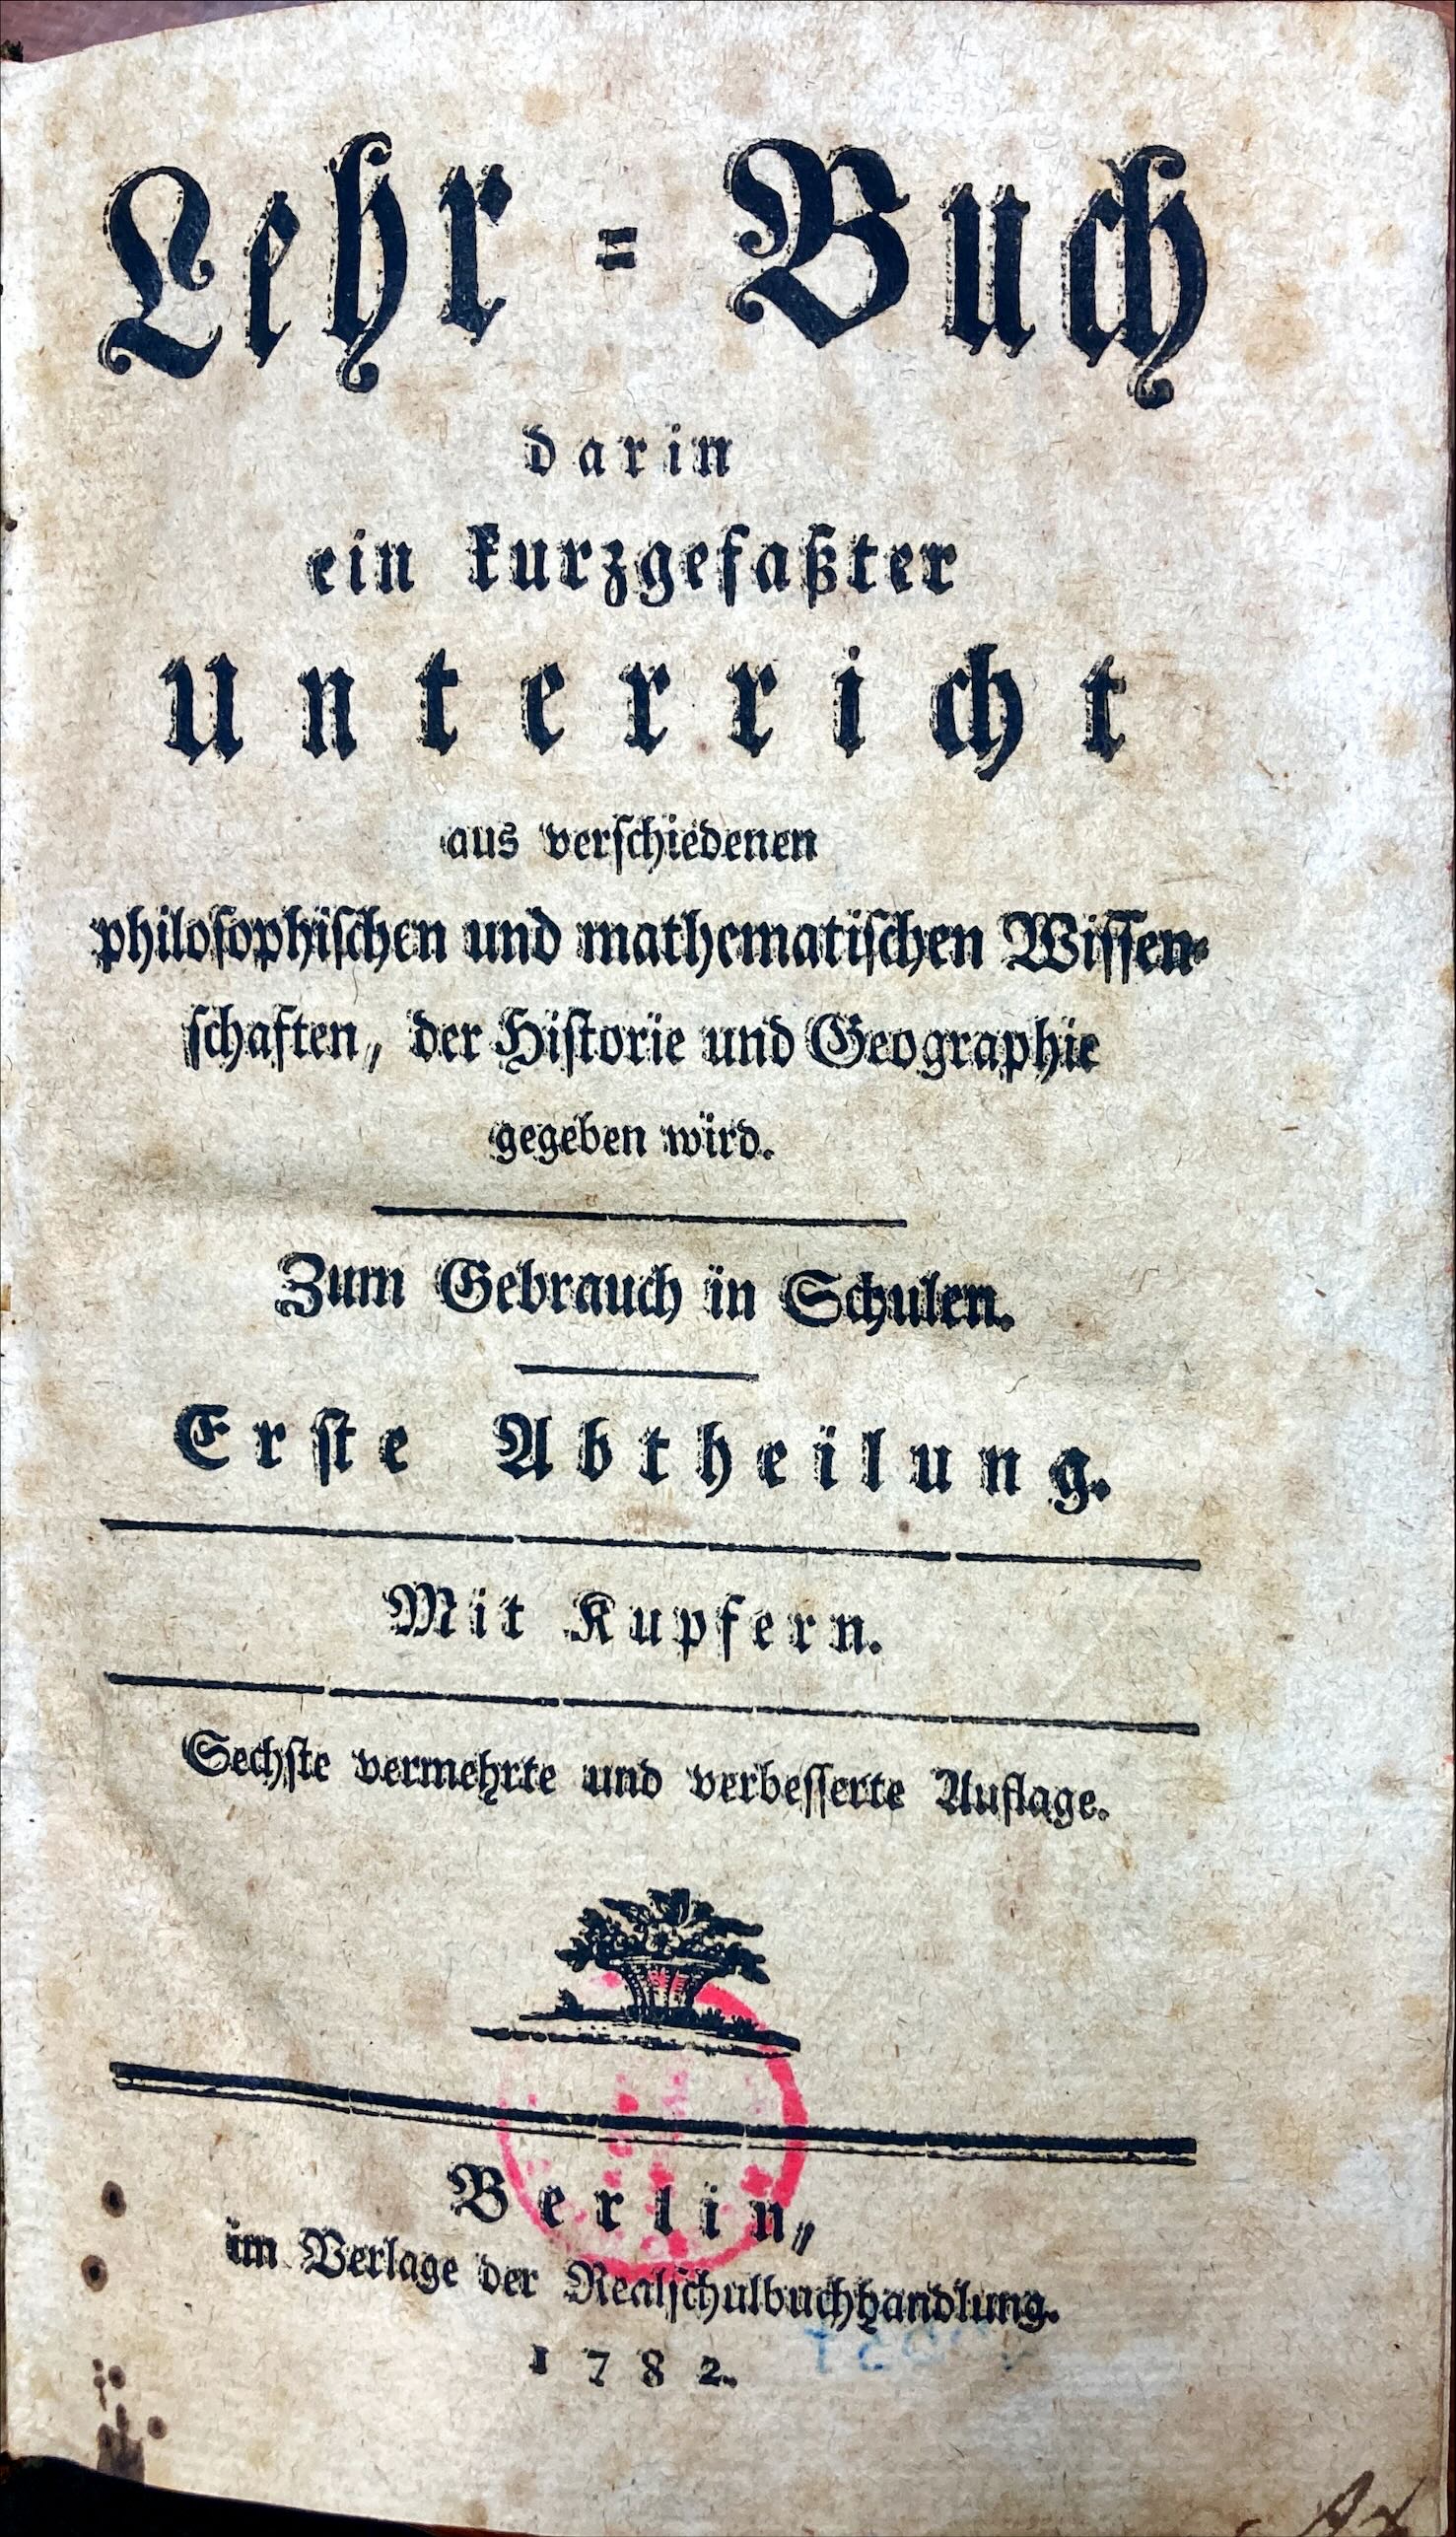 Lehr = Buch
darin
ein kurzgefaßter
Unterricht
aus verschiedenen
philosophischen und mathematischen Wissen=
schaften, der Historie und Geographie
gegeben wird.
Zum Gebrauch in Schulen.
Erste Abtheilung.
Mit Kupfern.
Sechste vermehrte und verbesserte Auflage.
Berlin,
im Verlage der Realschulbuchhandlung.
1782.